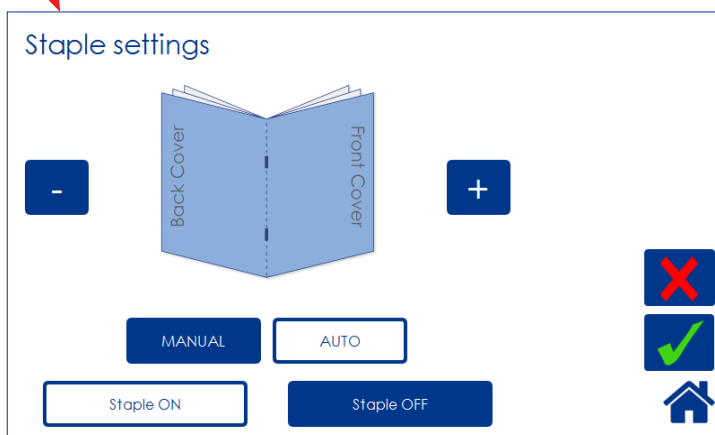 Staple settings
Back Cover
Front Cover
-
+
MANUAL
AUTO
Staple ON
Staple OFF